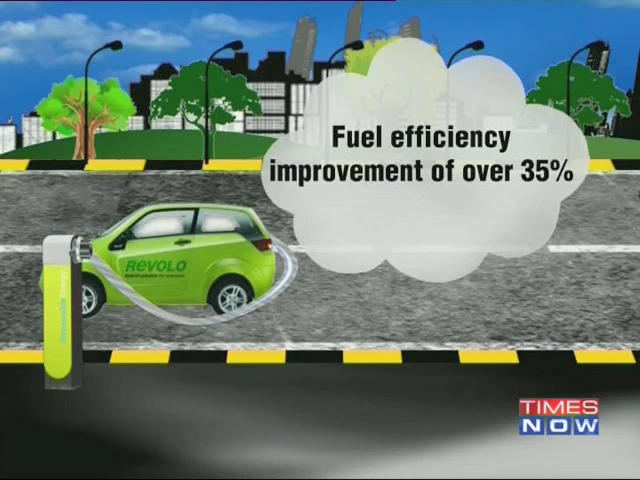 Fuel efficiency
improvement of over 35%
REVOLO
TIMES
NOW